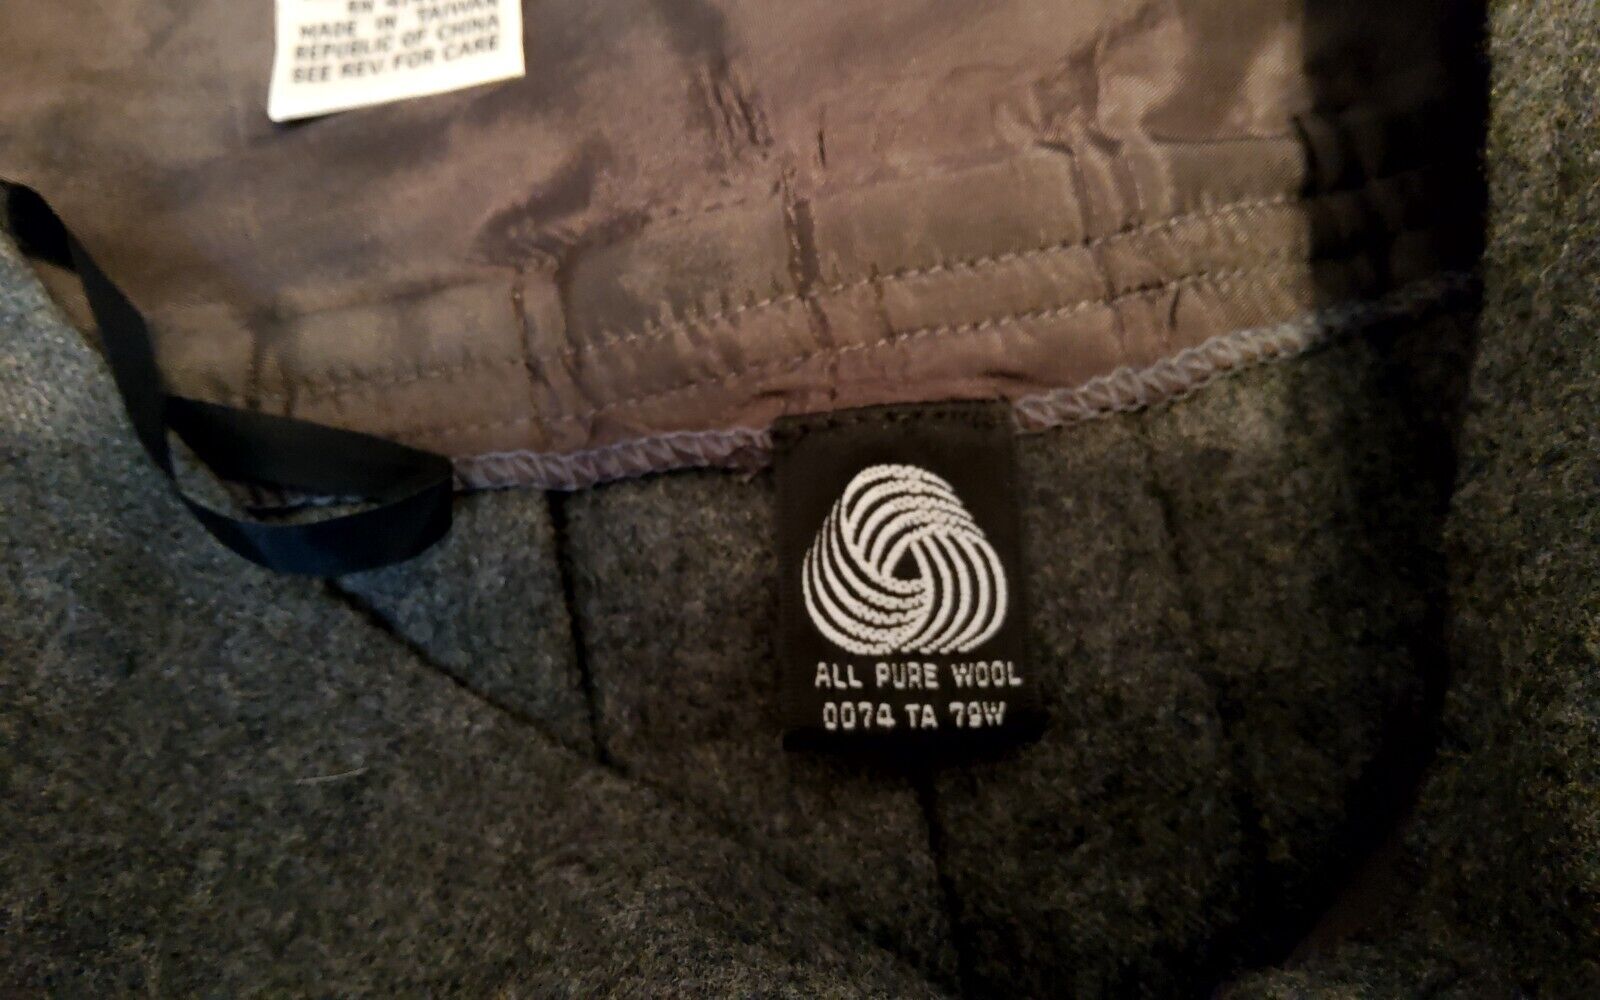 MADE IN TAIWAN
REPUBLIC OF CHINA
SEE REV. FOR CARE
ALL PURE WOOL
0074 TA 79W